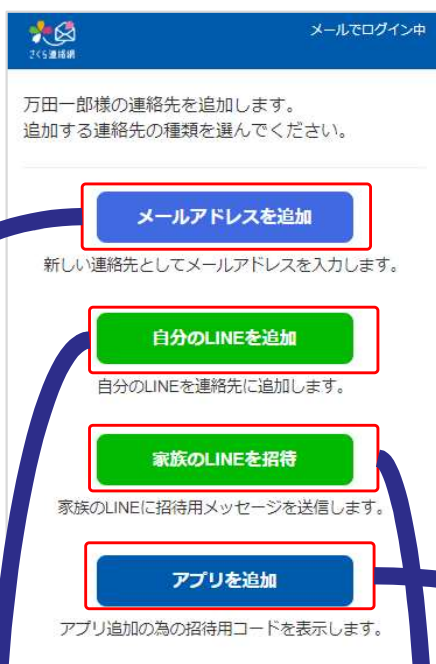 さくら連絡網
メールでログイン中
万田一郎様の連絡先を追加します。
追加する連絡先の種類を選んでください。
メールアドレスを追加
新しい連絡先としてメールアドレスを入力します。
自分のLINEを追加
自分のLINEを連絡先に追加します。
家族のLINEを招待
家族のLINEに招待用メッセージを送信します。
アプリを追加
アプリ追加の為の招待用コードを表示します。